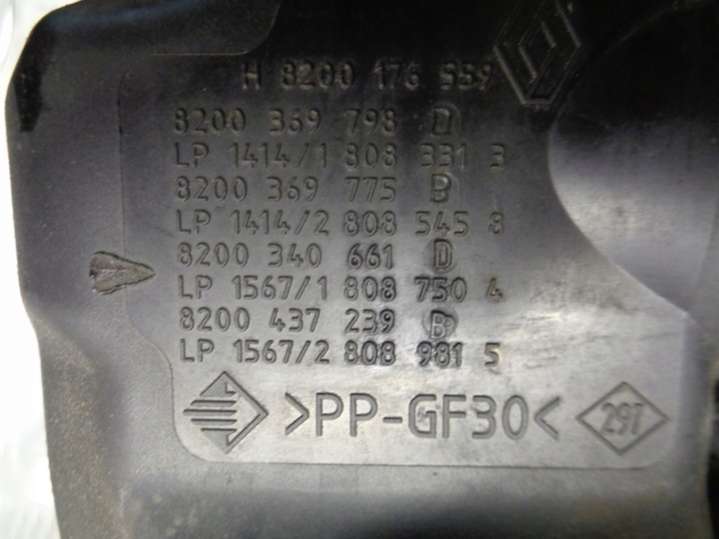 H 8200 176 559
8200 369 798 D
LP 1414/1 808 331 3
8200 369 775 B
LP 1414/2 808 545 8
8200 340 661 D
LP 1567/1 808 750 4
8200 437 239 B
LP 1567/2 808 981 5
>PP-GF30< 297